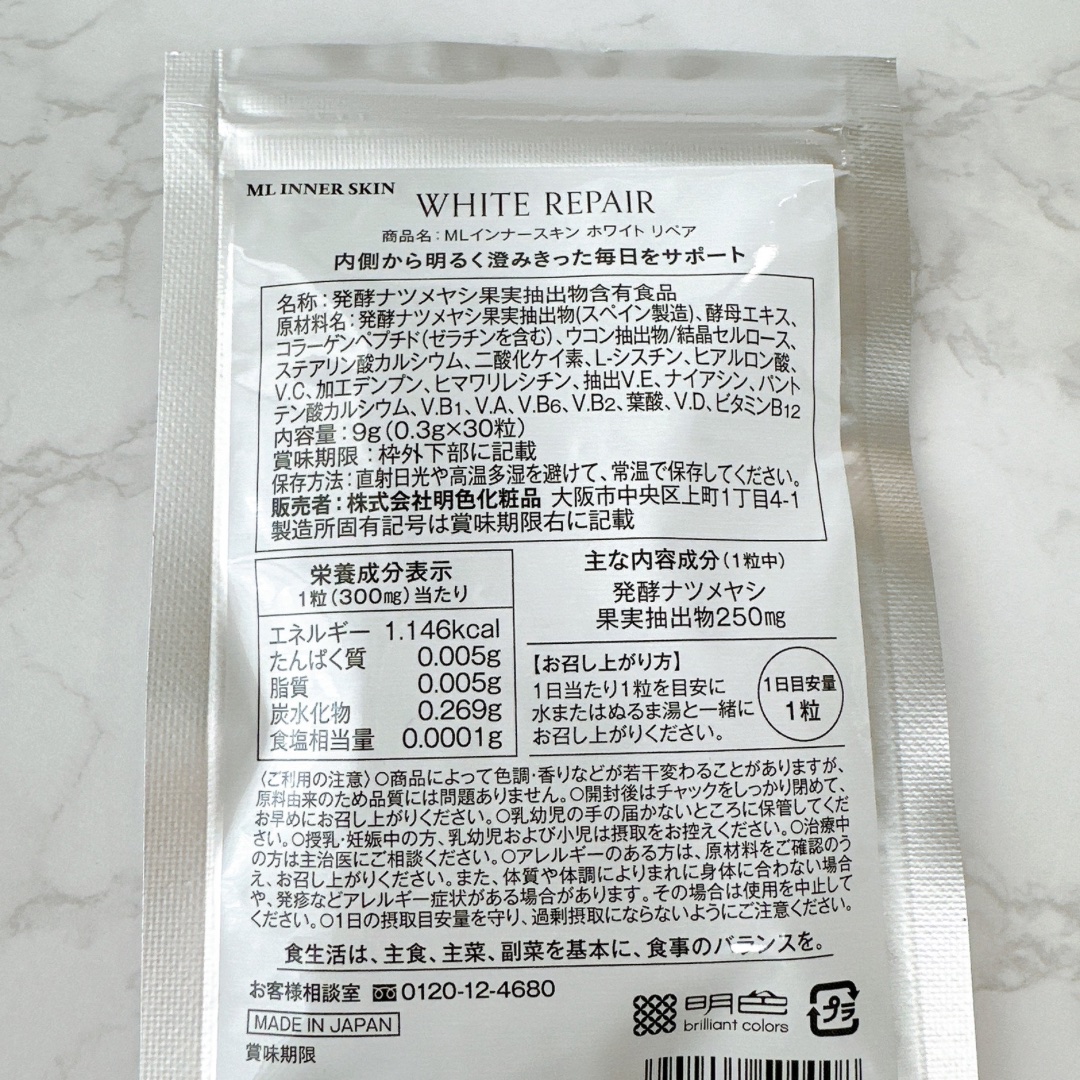 ML INNER SKIN
WHITE REPAIR
商品名：MLインナースキン ホワイト リペア
内側から明るく澄みきった毎日をサポート
名称：発酵ナツメヤシ果実抽出物含有食品
原材料名：発酵ナツメヤシ果実抽出物(スペイン製造)、酵母エキス、
コラーゲンペプチド(ゼラチンを含む)、ウコン抽出物/結晶セルロース、
ステアリン酸カルシウム、二酸化ケイ素、L-シスチン、ヒアルロン酸、
V.C、加工デンプン、ヒマワリレシチン、抽出V.E、ナイアシン、パント
テン酸カルシウム、V.B1、V.A、V.B6、V.B2、葉酸、V.D、ビタミンB12
内容量：9g(0.3g×30粒)
賞味期限：枠外下部に記載
保存方法：直射日光や高温多湿を避けて、常温で保存してください。
販売者：株式会社明色化粧品 大阪市中央区上町1丁目4-1
製造所固有記号は賞味期限右に記載
栄養成分表示
1粒(300mg)当たり
エネルギー 1.146kcal
たんぱく質 0.005g
脂質 0.005g
炭水化物 0.269g
食塩相当量 0.0001g
主な内容成分(1粒中)
発酵ナツメヤシ
果実抽出物250mg
【お召し上がり方】
1日当たり1粒を目安に
水またはぬるま湯と一緒に
お召し上がりください。
1日目安量
1粒
〈ご利用の注意〉○商品によって色調・香りなどが若干変わることがありますが、
原料由来のため品質には問題ありません。○開封後はチャックをしっかり閉めて、
お早めにお召し上がりください。○乳幼児の手の届かないところに保管してくだ
さい。○授乳・妊娠中の方、乳幼児および小児は摂取をお控えください。○治療中
の方は主治医にご相談ください。○アレルギーのある方は、原材料をご確認のう
え、お召し上がりください。また、体質や体調によりまれに身体に合わない場合
や、発疹などアレルギー症状がある場合があります。その場合は使用を中止して
ください。○1日の摂取目安量を守り、過剰摂取にならないようにご注意ください。
食生活は、主食、主菜、副菜を基本に、食事のバランスを。
お客様相談室 0120-12-4680
MADE IN JAPAN
明色
brilliant colors
プラ
賞味期限